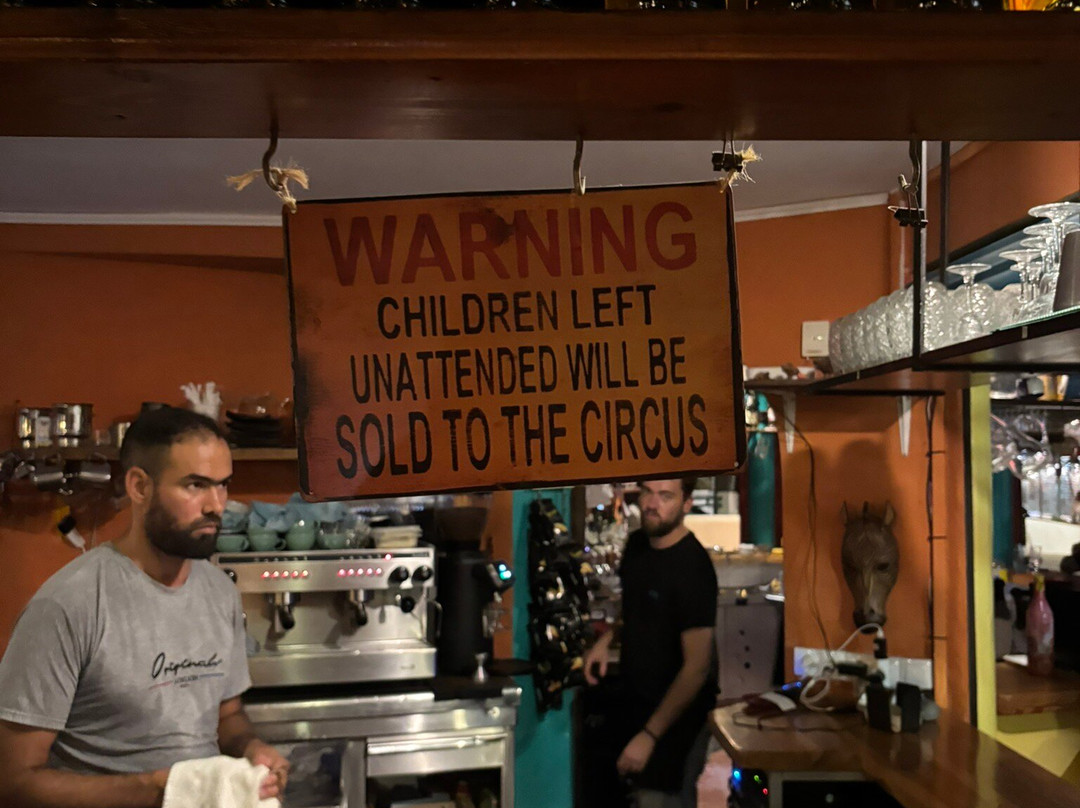 WARNING
CHILDREN LEFT
UNATTENDED WILL BE
SOLD TO THE CIRCUS
Originals